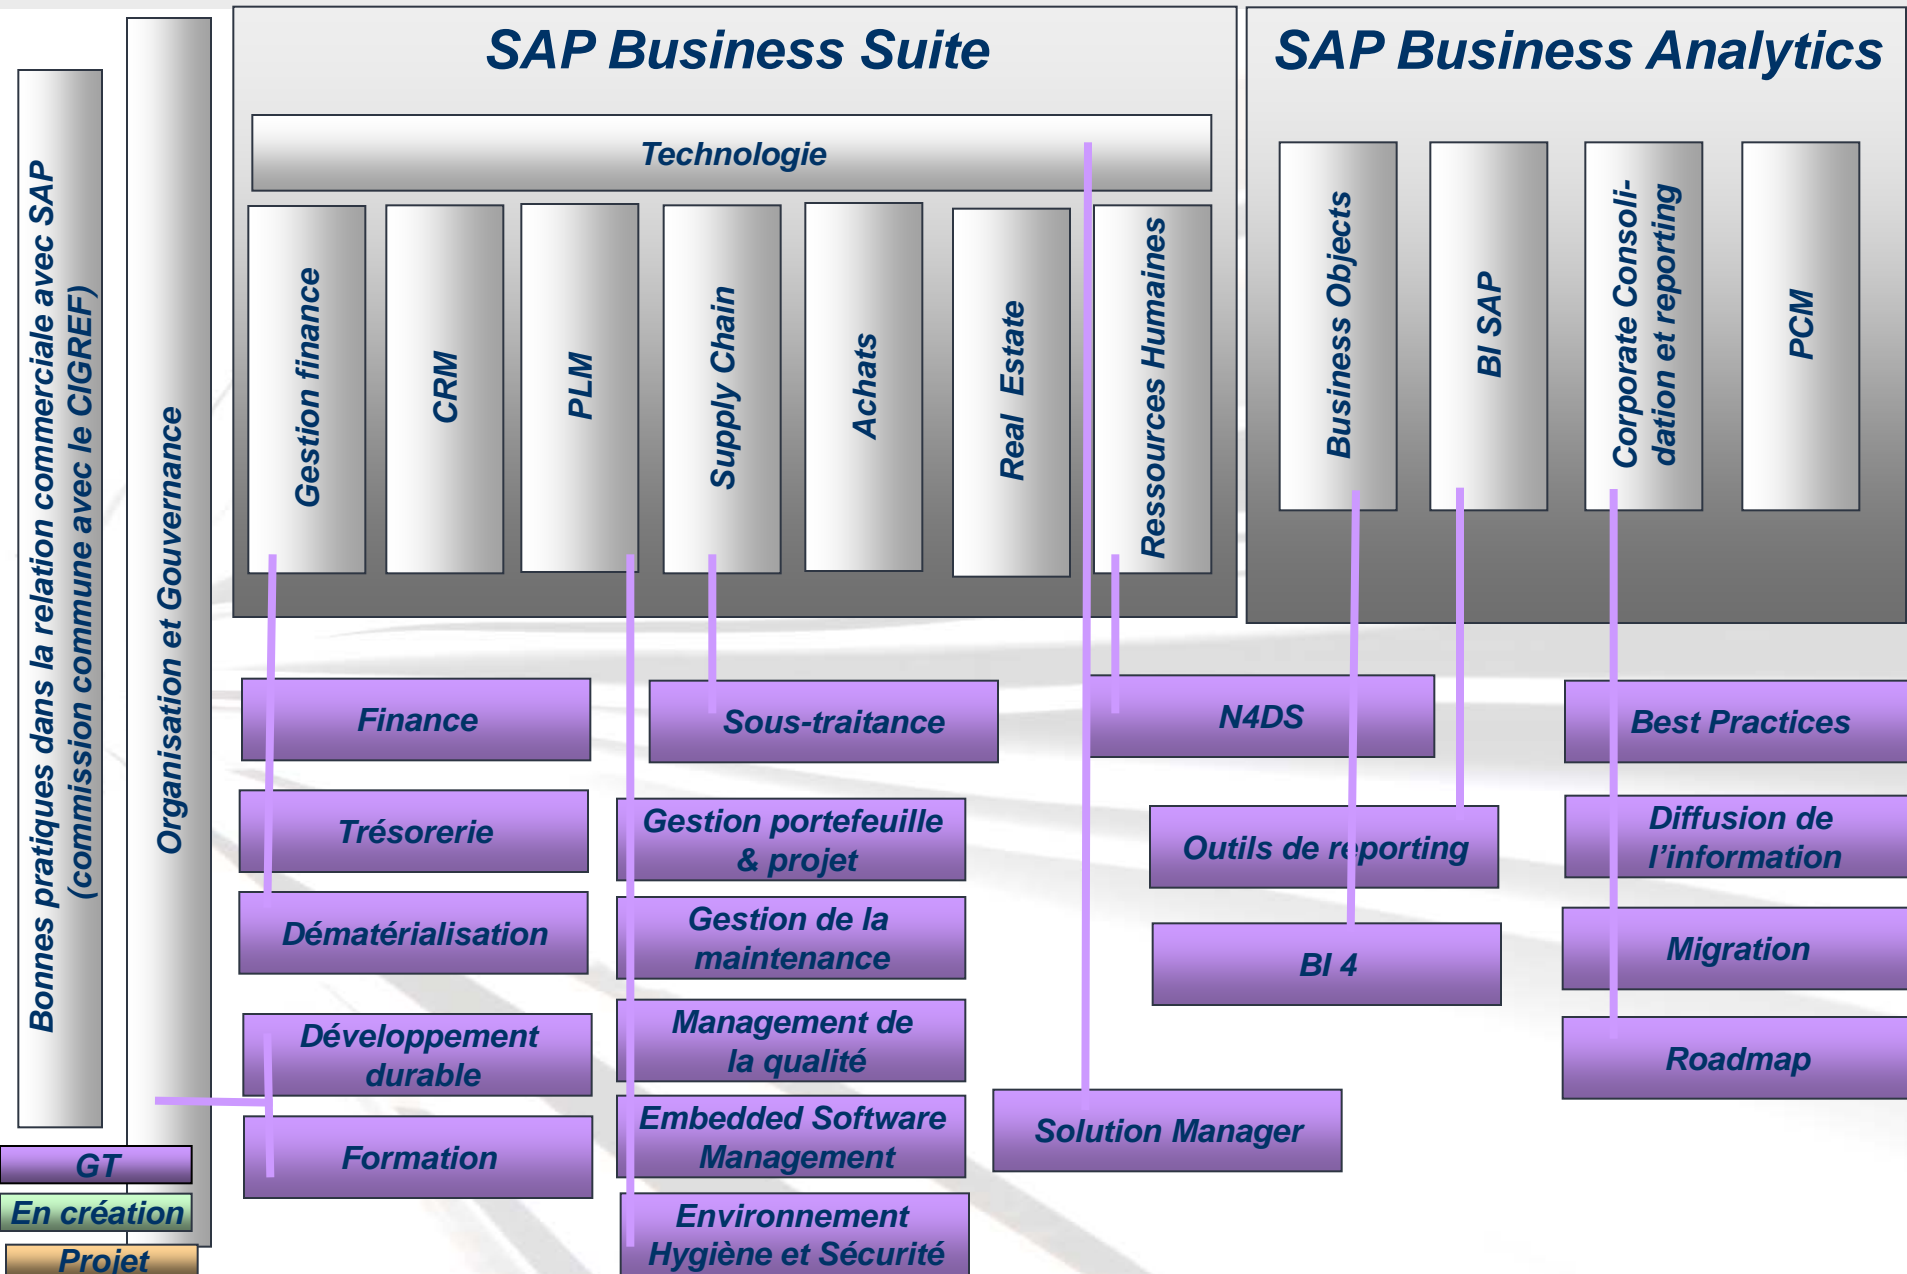 SAP Business Suite
SAP Business Analytics
Technologie
Bonnes pratiques dans la relation commerciale avec SAP
(commission commune avec le CIGREF)
Organisation et Gouvernance
Gestion finance
CRM
PLM
Supply Chain
Achats
Real Estate
Ressources Humaines
Business Objects
BI SAP
Corporate Consoli-
dation et reporting
PCM
Finance
Sous-traitance
N4DS
Best Practices
Trésorerie
Gestion portefeuille
& projet
Outils de reporting
Diffusion de
l’information
Dématérialisation
Gestion de la
maintenance
BI 4
Migration
Développement
durable
Management de
la qualité
Roadmap
Formation
Embedded Software
Management
Solution Manager
Environnement
Hygiène et Sécurité
GT
En création
Projet